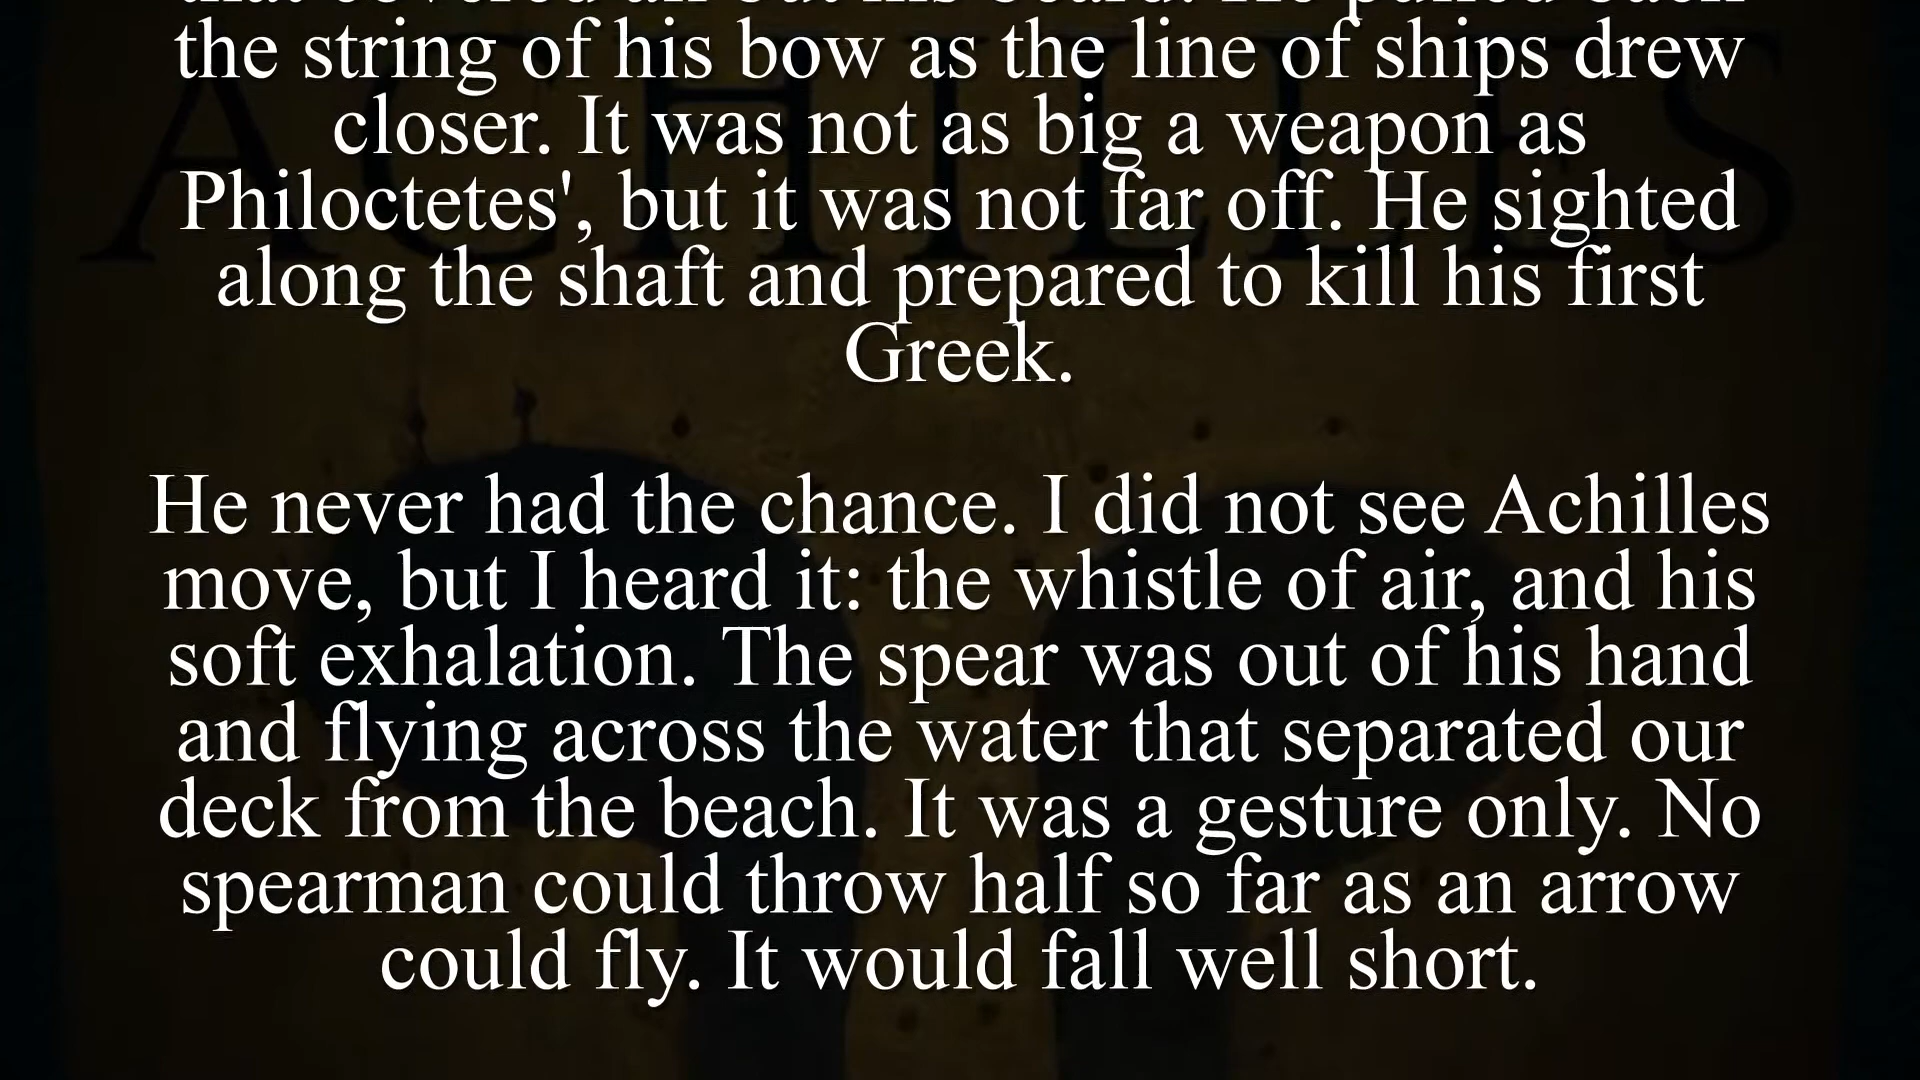 the string of his bow as the line of ships drew
closer. It was not as big a weapon as
Philoctetes', but it was not far off. He sighted
along the shaft and prepared to kill his first
Greek.
He never had the chance. I did not see Achilles
move, but I heard it: the whistle of air, and his
soft exhalation. The spear was out of his hand
and flying across the water that separated our
deck from the beach. It was a gesture only. No
spearman could throw half so far as an arrow
could fly. It would fall well short.
ACHILLES